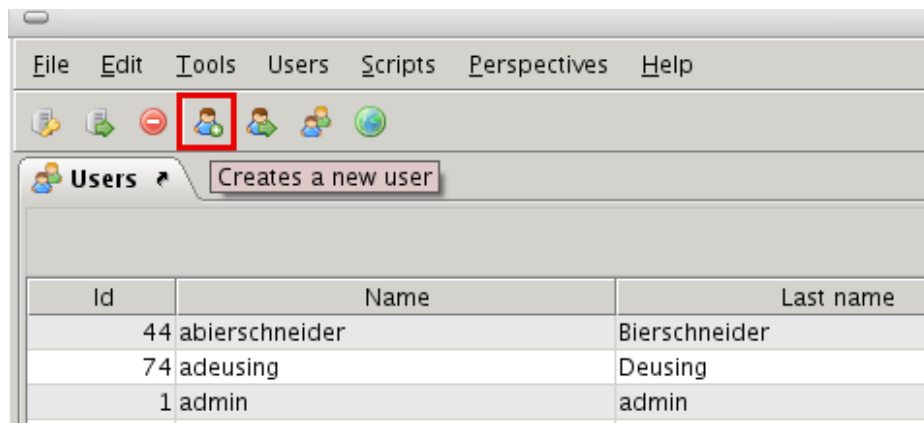 File Edit Tools Users Scripts Perspectives Help
Users
Creates a new user
Id Name Last name
44 abierschneider Bierschneider
74 adeusing Deusing
1 admin admin